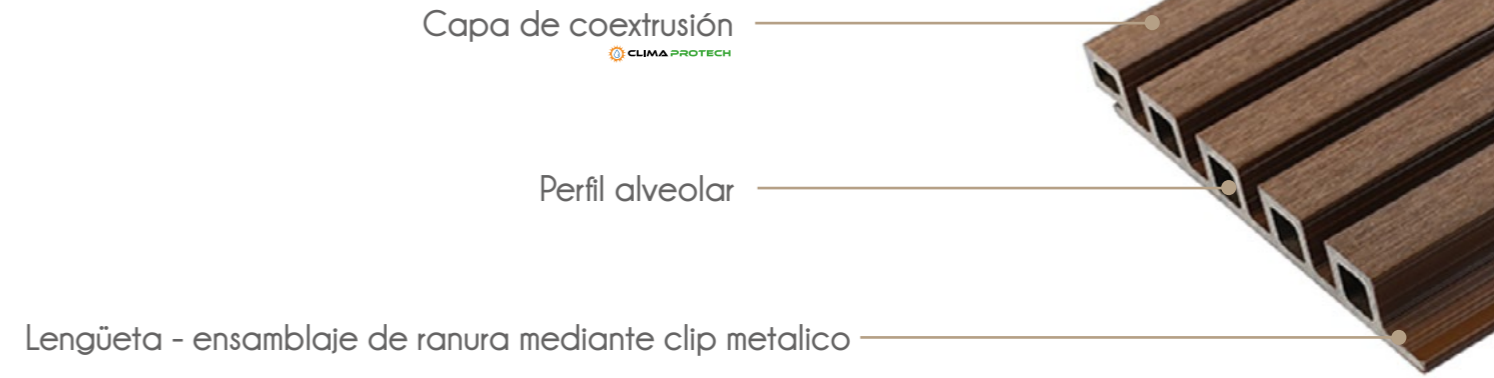 Capa de coextrusión
CLIMA PROTECH
Perfil alveolar
Lengüeta - ensamblaje de ranura mediante clip metalico